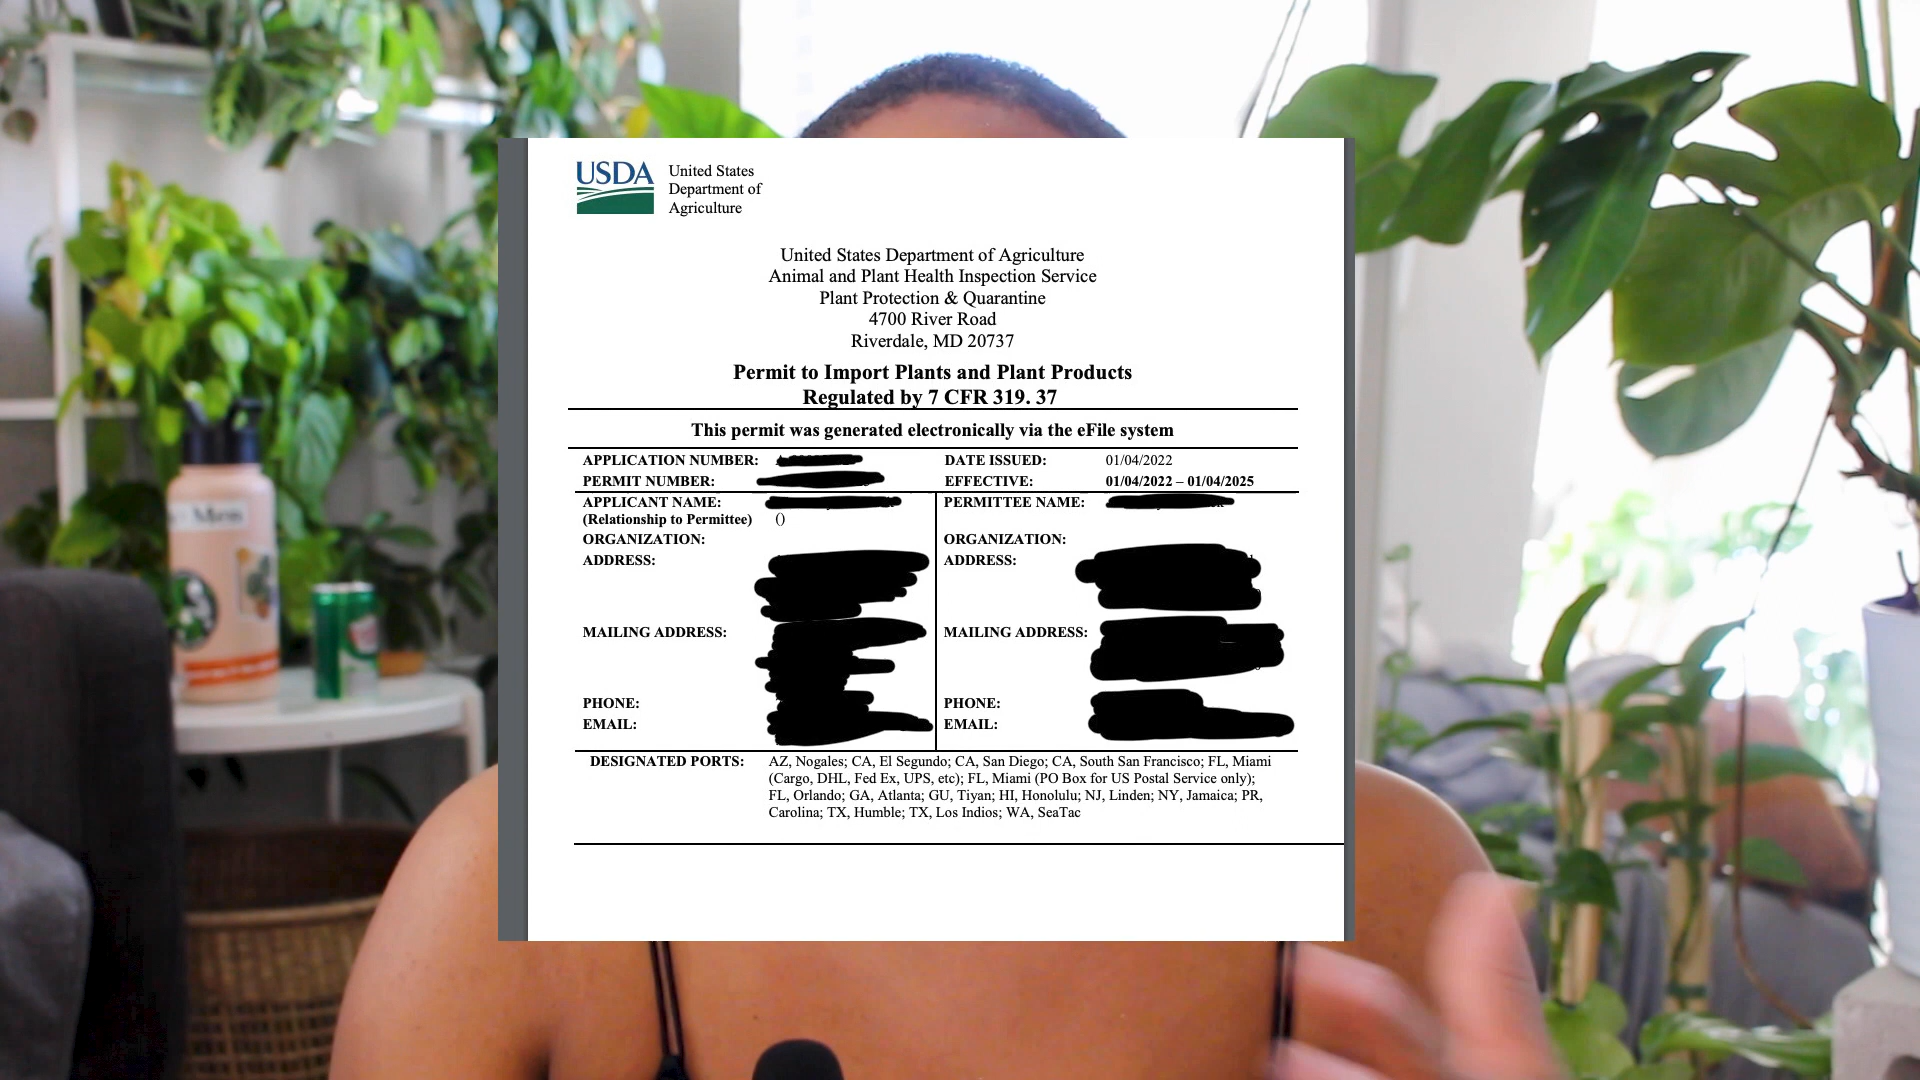 USDA
United States
Department of
Agriculture
United States Department of Agriculture
Animal and Plant Health Inspection Service
Plant Protection & Quarantine
4700 River Road
Riverdale, MD 20737
Permit to Import Plants and Plant Products
Regulated by 7 CFR 319. 37
This permit was generated electronically via the eFile system
APPLICATION NUMBER:
DATE ISSUED: 01/04/2022
PERMIT NUMBER:
EFFECTIVE: 01/04/2022 – 01/04/2025
APPLICANT NAME:
(Relationship to Permittee) ()
ORGANIZATION:
ADDRESS:
MAILING ADDRESS:
PHONE:
EMAIL:
PERMITTEE NAME:
ORGANIZATION:
ADDRESS:
MAILING ADDRESS:
PHONE:
EMAIL:
DESIGNATED PORTS: AZ, Nogales; CA, El Segundo; CA, San Diego; CA, South San Francisco; FL, Miami
(Cargo, DHL, Fed Ex, UPS, etc); FL, Miami (PO Box for US Postal Service only);
FL, Orlando; GA, Atlanta; GU, Tiyan; HI, Honolulu; NJ, Linden; NY, Jamaica; PR,
Carolina; TX, Humble; TX, Los Indios; WA, SeaTac
Men